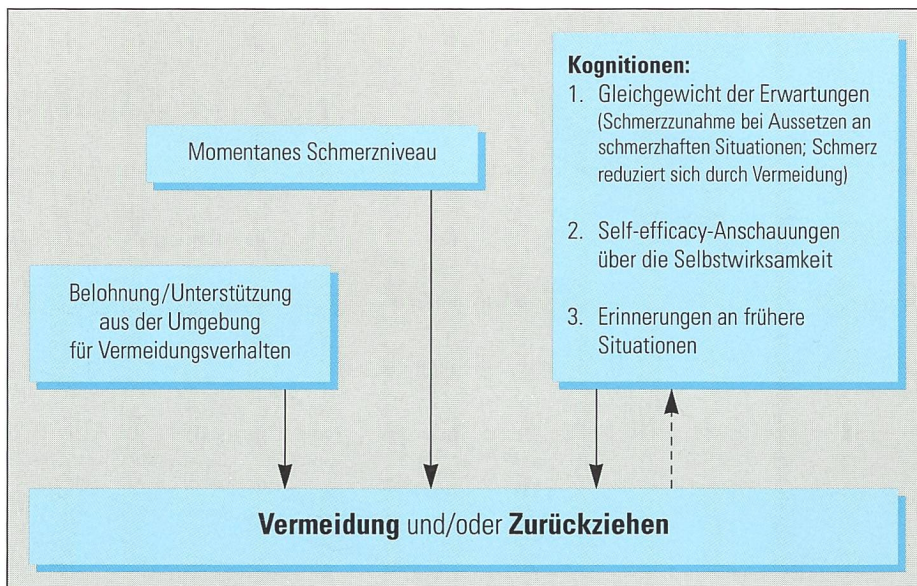 Momentanes Schmerzniveau
Belohnung/Unterstützung
aus der Umgebung
für Vermeidungsverhalten
Kognitionen:
1. Gleichgewicht der Erwartungen
(Schmerzzunahme bei Aussetzen an
schmerzhaften Situationen; Schmerz
reduziert sich durch Vermeidung)
2. Self-efficacy-Anschauungen
über die Selbstwirksamkeit
3. Erinnerungen an frühere
Situationen
Vermeidung und/oder Zurückziehen